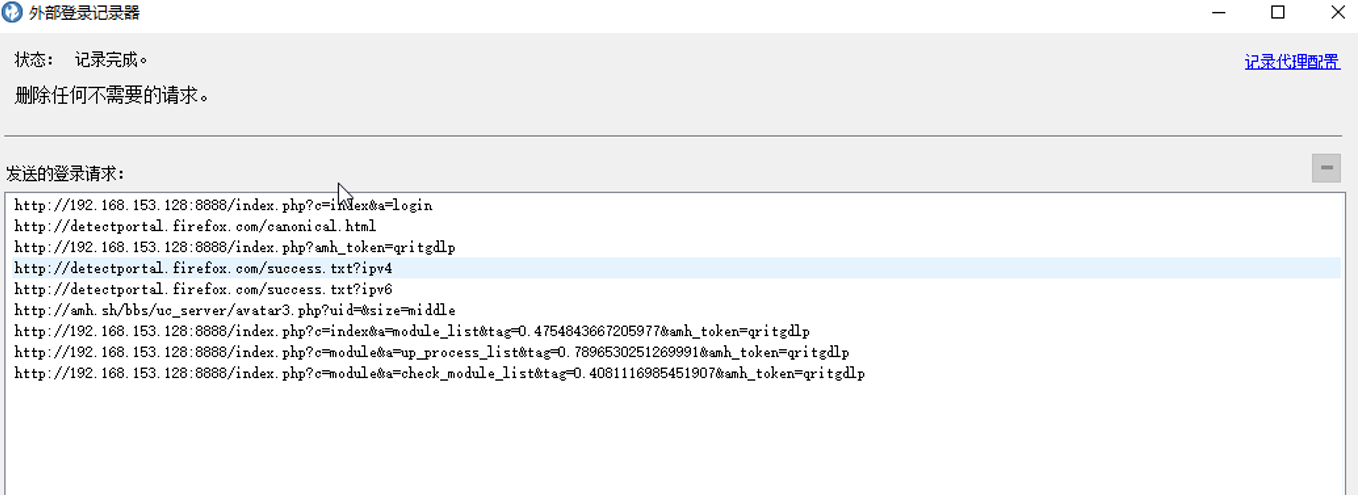 外部登录记录器
状态： 记录完成。
记录代理配置
删除任何不需要的请求。
发送的登录请求：
http://192.168.153.128:8888/index.php?c=index&a=login
http://detectportal.firefox.com/canonical.html
http://192.168.153.128:8888/index.php?amh_token=qritgdlp
http://detectportal.firefox.com/success.txt?ipv4
http://detectportal.firefox.com/success.txt?ipv6
http://amh.sh/bbs/uc_server/avatar3.php?uid=&size=middle
http://192.168.153.128:8888/index.php?c=index&a=module_list&tag=0.4754843667205977&amh_token=qritgdlp
http://192.168.153.128:8888/index.php?c=module&a=up_process_list&tag=0.7896530251269991&amh_token=qritgdlp
http://192.168.153.128:8888/index.php?c=module&a=check_module_list&tag=0.4081116985451907&amh_token=qritgdlp